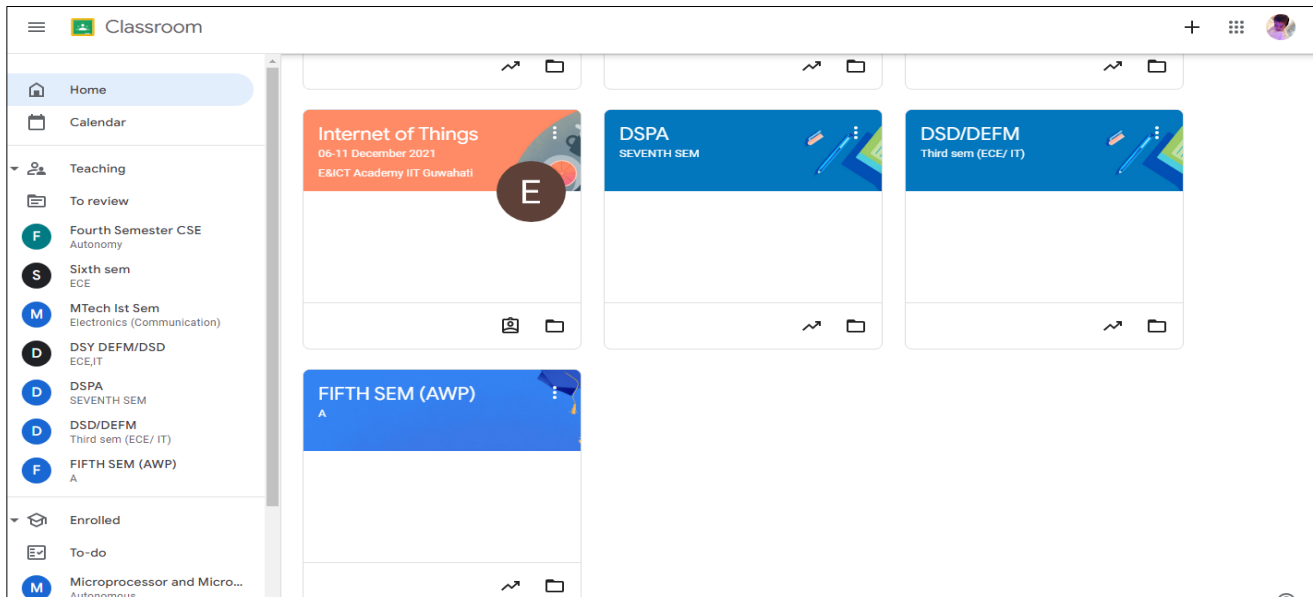 Classroom
Home
Calendar
Teaching
To review
F
Fourth Semester CSE
Autonomy
S
Sixth sem
ECE
M
MTech Ist Sem
Electronics (Communication)
D
DSY DEFM/DSD
ECE,IT
D
DSPA
SEVENTH SEM
D
DSD/DEFM
Third sem (ECE/ IT)
F
FIFTH SEM (AWP)
A
Enrolled
To-do
M
Microprocessor and Micro...
Autonomous
Internet of Things
06-11 December 2021
E&ICT Academy IIT Guwahati
E
DSPA
SEVENTH SEM
DSD/DEFM
Third sem (ECE/ IT)
FIFTH SEM (AWP)
A